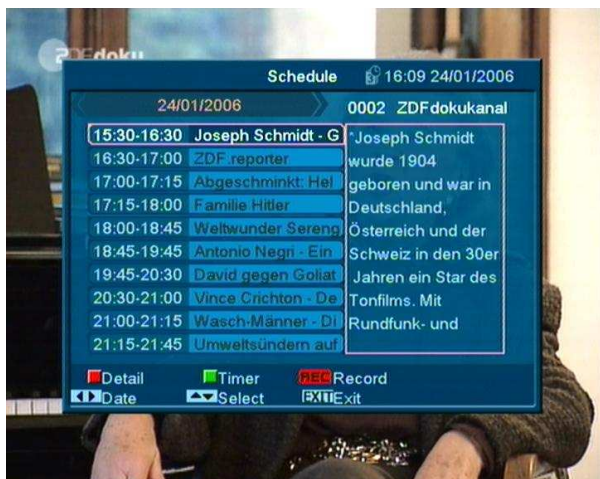 ZDFdoku
Schedule 16:09 24/01/2006
24/01/2006 0002 ZDFdokukanal
15:30-16:30 Joseph Schmidt - G
16:30-17:00 ZDF.reporter
17:00-17:15 Abgeschminkt: Hel
17:15-18:00 Familie Hitler
18:00-18:45 Weltwunder Sereng
18:45-19:45 Antonio Negri - Ein
19:45-20:30 David gegen Goliat
20:30-21:00 Vince Crichton - De
21:00-21:15 Wasch-Männer - Di
21:15-21:45 Umweltsündern auf
"Joseph Schmidt
wurde 1904
geboren und war in
Deutschland,
Österreich und der
Schweiz in den 30er
Jahren ein Star des
Tonfilms. Mit
Rundfunk- und
Detail Timer REC Record
Date Select EXIT Exit